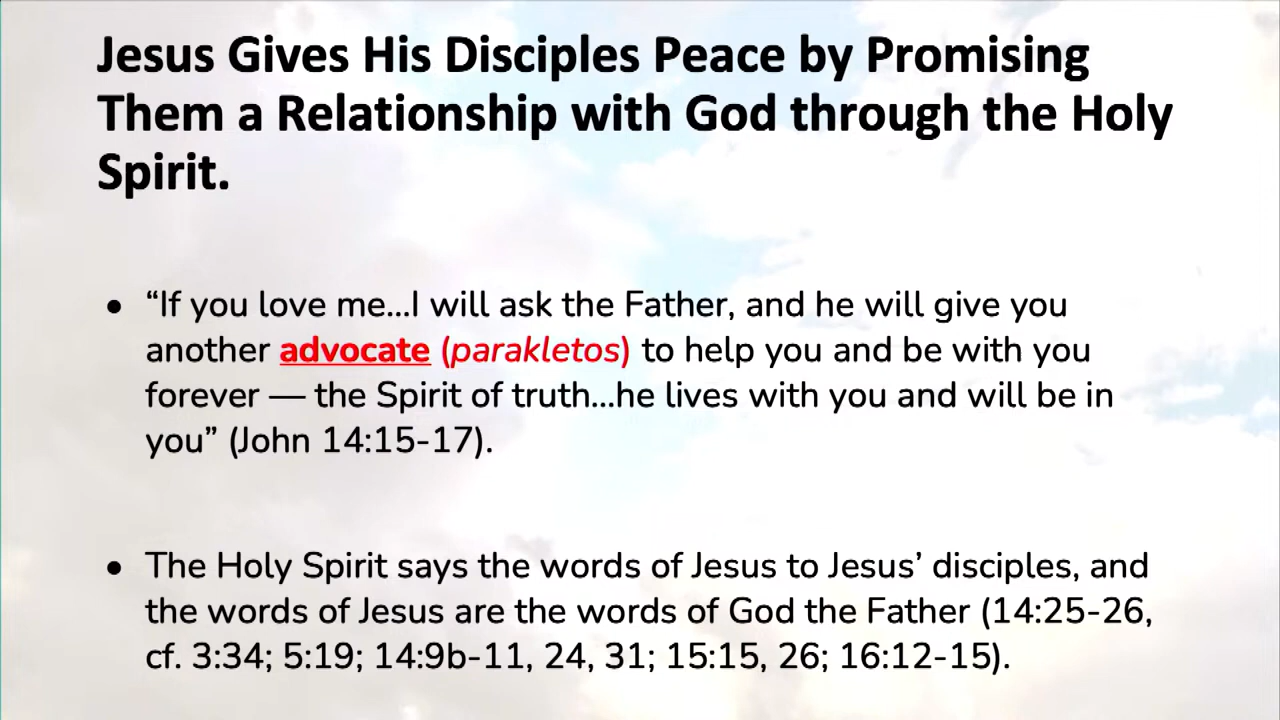 Jesus Gives His Disciples Peace by Promising
Them a Relationship with God through the Holy
Spirit.
● “If you love me...I will ask the Father, and he will give you
another advocate (parakletos) to help you and be with you
forever — the Spirit of truth...he lives with you and will be in
you” (John 14:15-17).
● The Holy Spirit says the words of Jesus to Jesus’ disciples, and
the words of Jesus are the words of God the Father (14:25-26,
cf. 3:34; 5:19; 14:9b-11, 24, 31; 15:15, 26; 16:12-15).